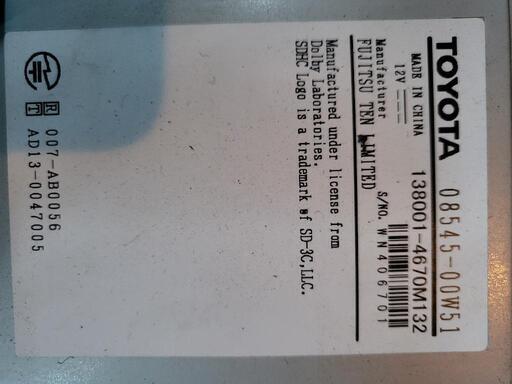 TOYOTA 08545-00W51
MADE IN CHINA
12V
138001-4670M132
Manufacturer
FUJITSU TEN LIMITED
S/NO. WN406701
Manufactured under license from
Dolby Laboratories.
SDHC Logo is a trademark of SD-3C, LLC.
R 007-AB0056
T AD13-0047005